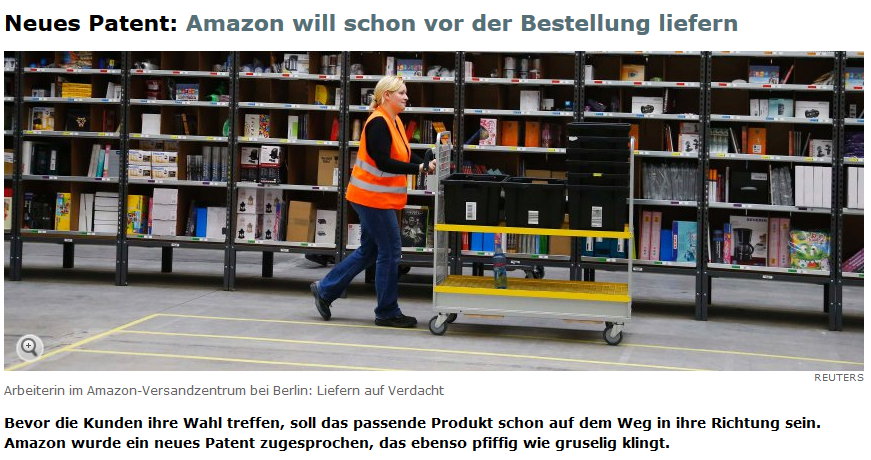 Neues Patent: Amazon will schon vor der Bestellung liefern
REUTERS
Arbeiterin im Amazon-Versandzentrum bei Berlin: Liefern auf Verdacht
Bevor die Kunden ihre Wahl treffen, soll das passende Produkt schon auf dem Weg in ihre Richtung sein.
Amazon wurde ein neues Patent zugesprochen, das ebenso pfiffig wie gruselig klingt.